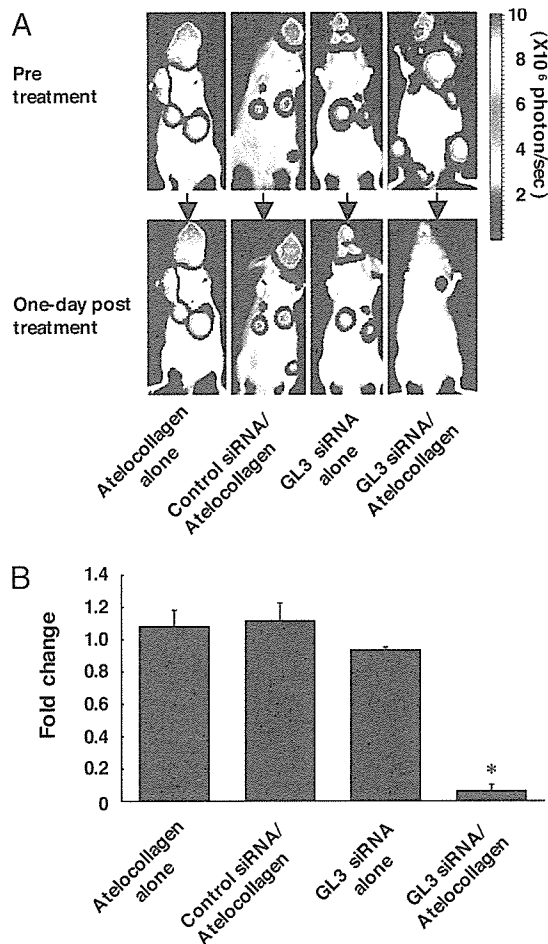 A
Pre
treatment
10
8
6
4
2
(X10 6 photon/sec)
One-day post
treatment
Atelocollagen
alone
Control siRNA/
Atelocollagen
GL3 siRNA
alone
GL3 siRNA/
Atelocollagen
B
Fold change
1.4
1.2
1.0
0.8
0.6
0.4
0.2
0
*
Atelocollagen
alone
Control siRNA/
Atelocollagen
GL3 siRNA
alone
GL3 siRNA/
Atelocollagen